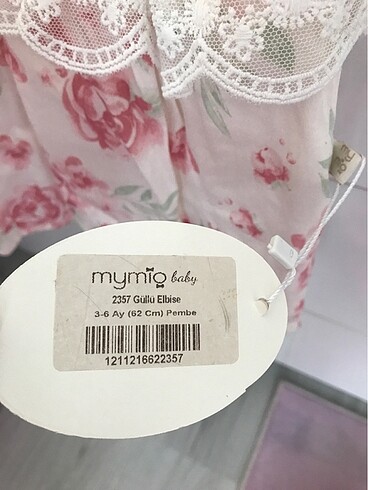 mymio baby
2357 Güllü Elbise
3-6 Ay (62 Cm) Pembe
1211216622357